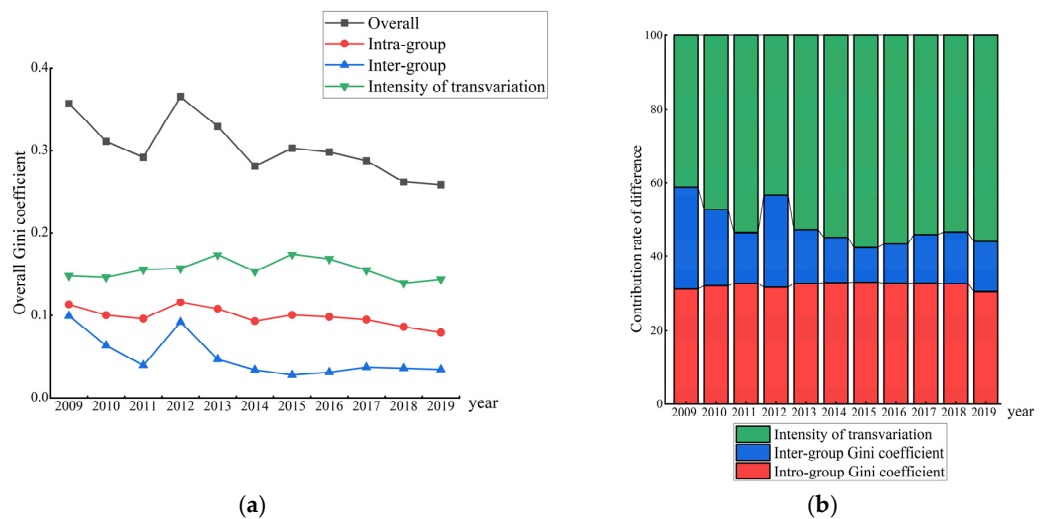 Overall
Intra-group
Inter-group
Intensity of transvariation
Overall Gini coefficient
0.4
0.3
0.2
0.1
0.0
2009 2010 2011 2012 2013 2014 2015 2016 2017 2018 2019 year
(a)
Contribution rate of difference
100
80
60
40
20
0
2009 2010 2011 2012 2013 2014 2015 2016 2017 2018 2019 year
Intensity of transvariation
Inter-group Gini coefficient
Intro-group Gini coefficient
(b)